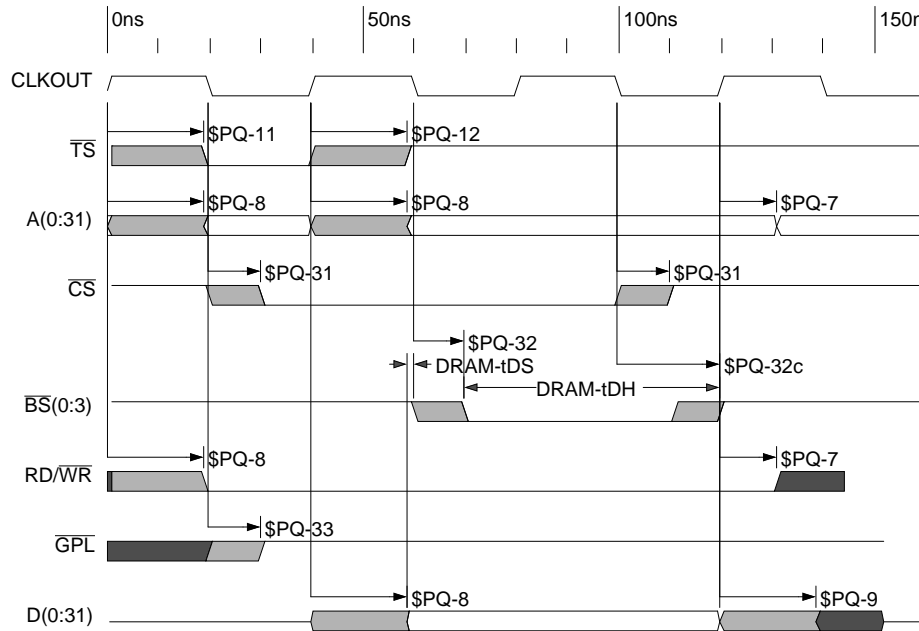 0ns 50ns 100ns 150ns
CLKOUT
$PQ-11 $PQ-12
TS
$PQ-8 $PQ-8 $PQ-7
A(0:31)
$PQ-31 $PQ-31
CS
$PQ-32
DRAM-tDS $PQ-32c
DRAM-tDH
BS(0:3)
$PQ-8 $PQ-7
RD/WR
$PQ-33
GPL
$PQ-8 $PQ-9
D(0:31)